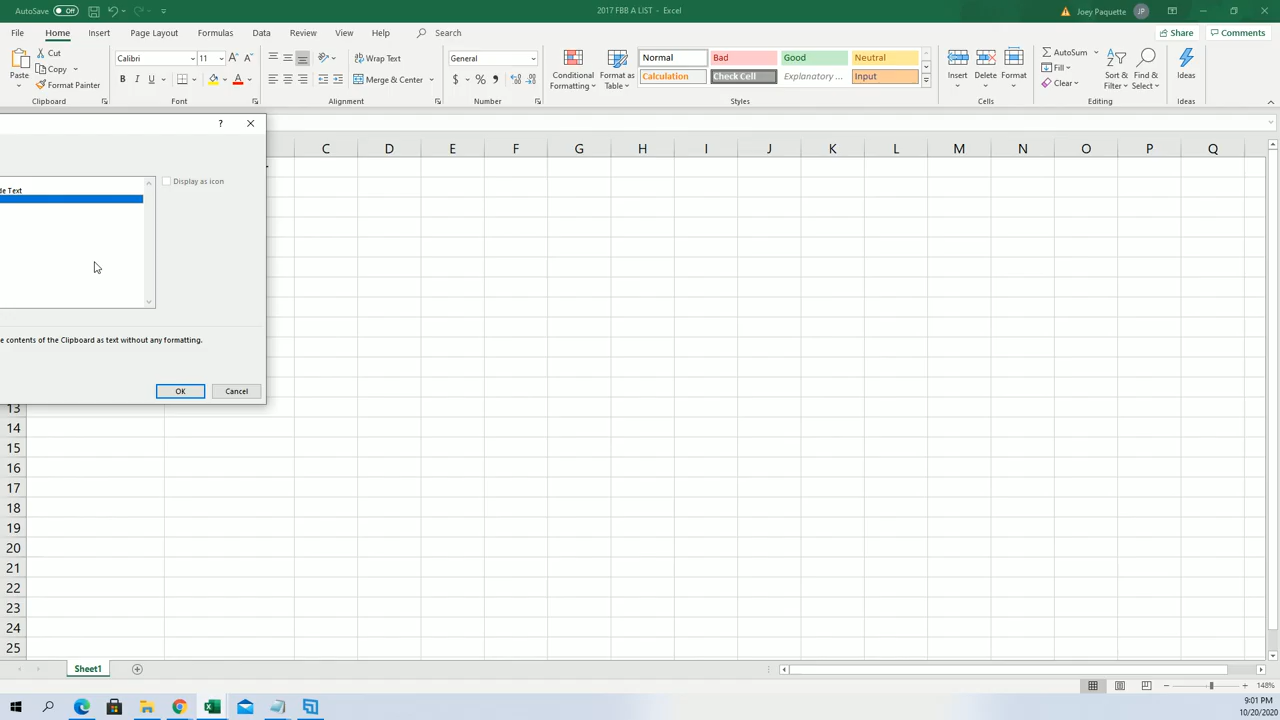 AutoSave Off 2017 FBB A LIST - Excel Joey Paquette JP
File Home Insert Page Layout Formulas Data Review View Help Search Share Comments
Paste Cut Copy Format Painter Clipboard
Calibri 11 B I U Font
Wrap Text Merge & Center Alignment
General $ % Number
Conditional Formatting Format as Table
Normal Bad Good Neutral
Calculation Check Cell Explanatory ... Input
Styles
Insert Delete Format Cells
AutoSum Fill Clear Sort & Filter Find & Select Editing
Ideas Ideas
? ×
C D E F G H I J K L M N O P Q
de Text
Display as icon
e contents of the Clipboard as text without any formatting.
OK Cancel
13
14
15
16
17
18
19
20
21
22
23
24
25
Sheet1
148%
9:01 PM
10/20/2020